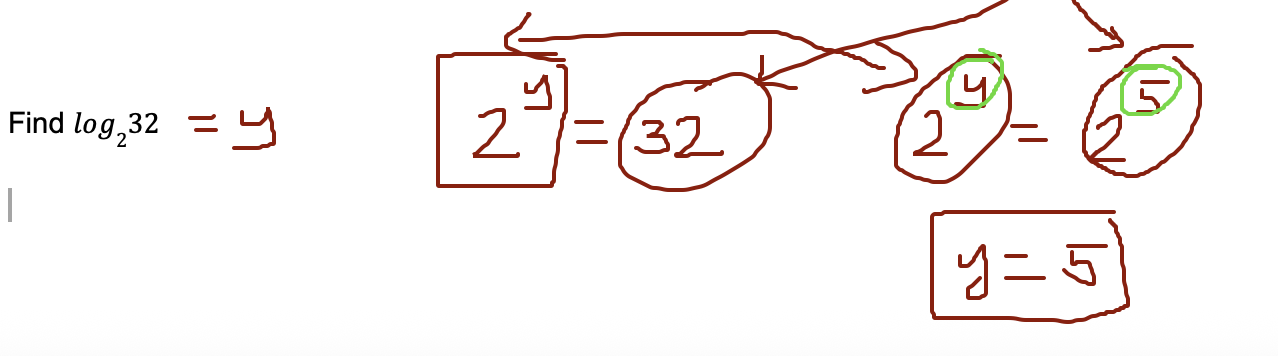 Find log₂32 = y
2^y = 32
2^y = 2^5
y = 5